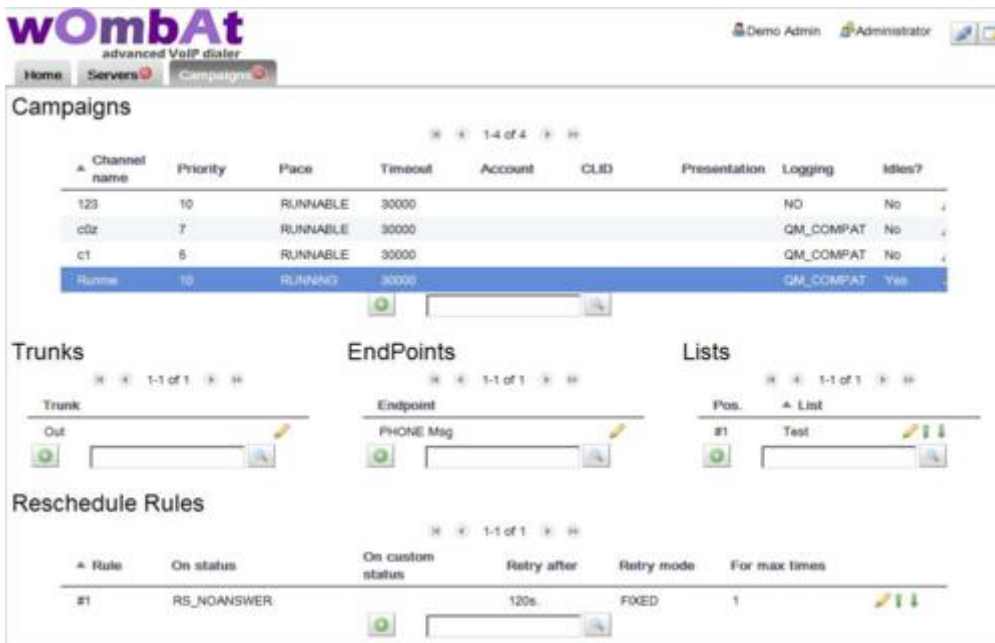 wOmbAt
advanced VoIP dialer
Demo Admin Administrator
Home Servers Campaigns
Campaigns
1-4 of 4
Channel name Priority Pace Timeout Account CLID Presentation Logging Idles?
123 10 RUNNABLE 30000 NO No
c0z 7 RUNNABLE 30000 QM_COMPAT No
c1 6 RUNNABLE 30000 QM_COMPAT No
Runme 10 RUNNING 30000 QM_COMPAT Yes
Trunks EndPoints Lists
1-1 of 1 1-1 of 1 1-1 of 1
Trunk Endpoint Pos. List
Out PHONE Msg #1 Test
Reschedule Rules
1-1 of 1
Rule On status On custom status Retry after Retry mode For max times
#1 RS_NOANSWER 120s. FIXED 1